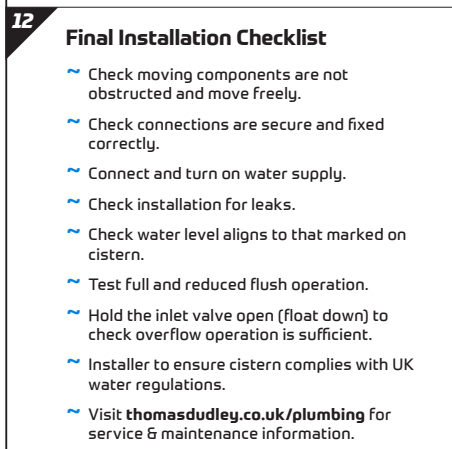 12
Final Installation Checklist
~ Check moving components are not
obstructed and move freely.
~ Check connections are secure and fixed
correctly.
~ Connect and turn on water supply.
~ Check installation for leaks.
~ Check water level aligns to that marked on
cistern.
~ Test full and reduced flush operation.
~ Hold the inlet valve open (float down) to
check overflow operation is sufficient.
~ Installer to ensure cistern complies with UK
water regulations.
~ Visit thomasdudley.co.uk/plumbing for
service & maintenance information.